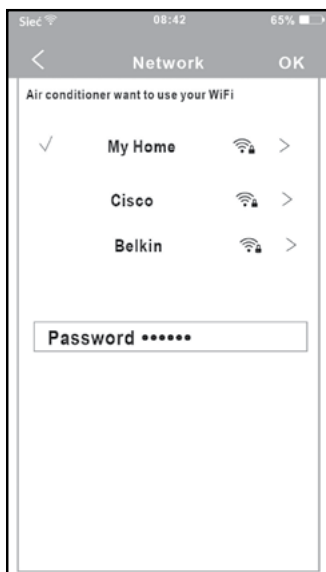 Sieć 08:42 65%
< Network OK
Air conditioner want to use your WiFi
✓ My Home >
Cisco >
Belkin >
Password ••••••